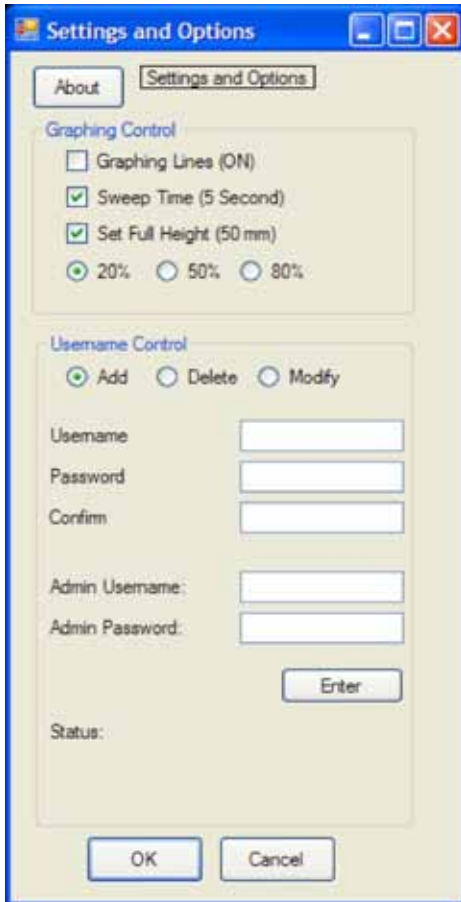 Settings and Options
About
Settings and Options
Graphing Control
Graphing Lines (ON)
Sweep Time (5 Second)
Set Full Height (50 mm)
20% 50% 80%
Username Control
Add Delete Modify
Username
Password
Confirm
Admin Username:
Admin Password:
Enter
Status:
OK Cancel